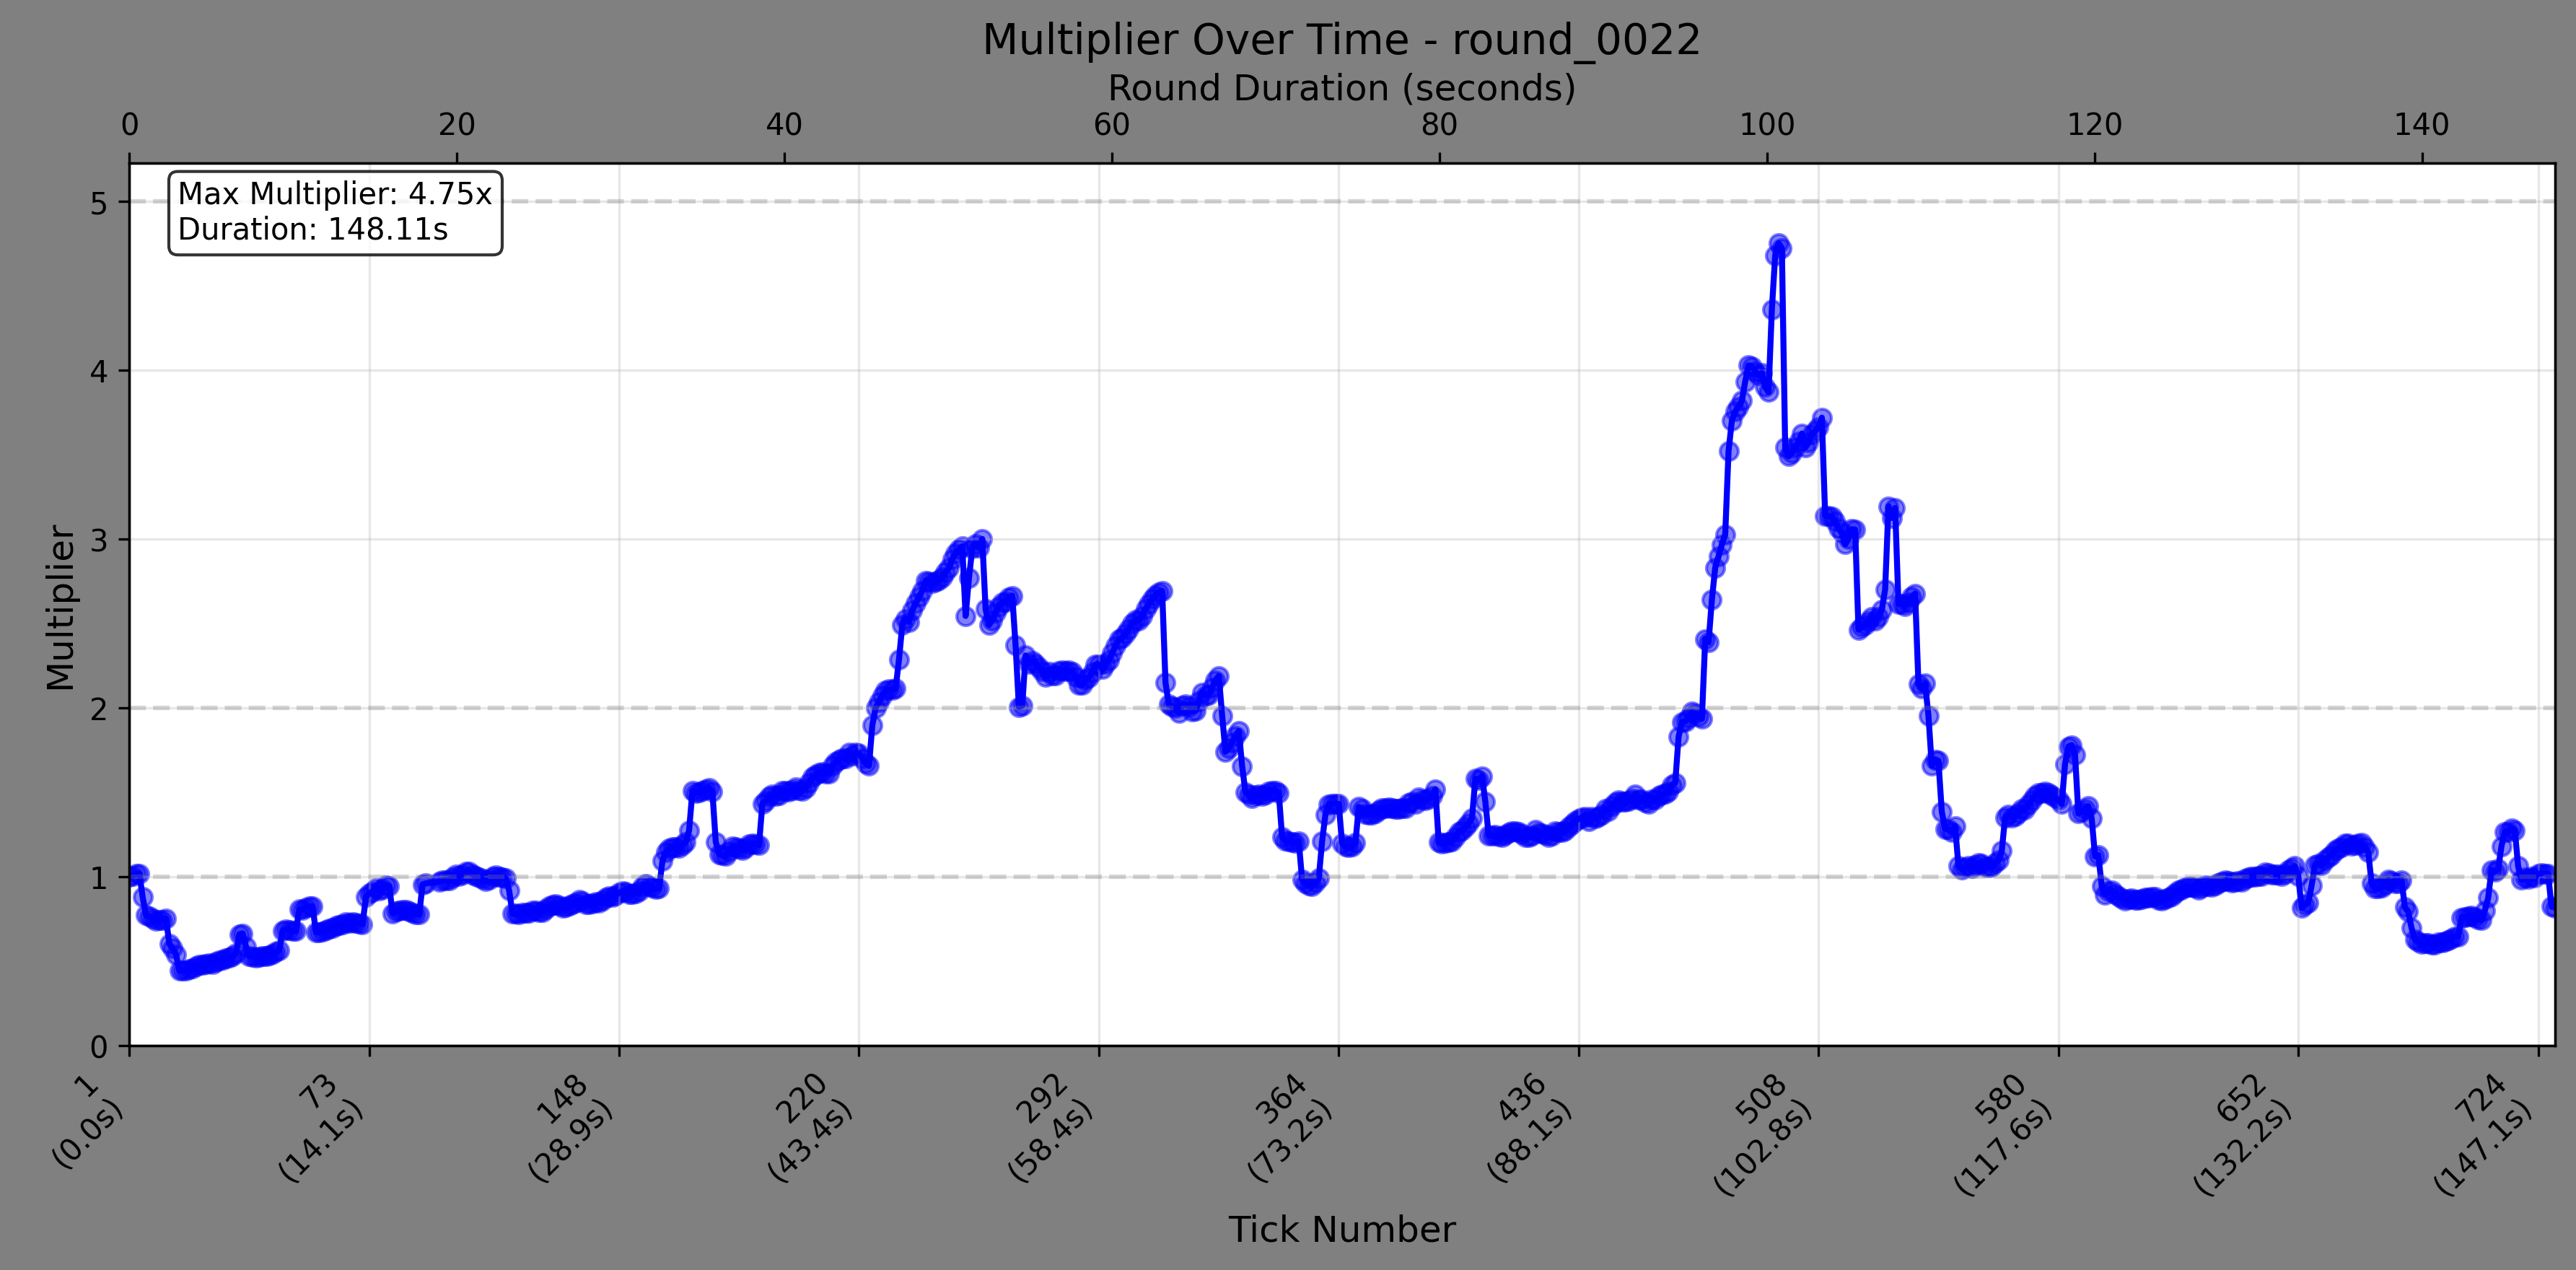 Multiplier Over Time - round_0022
Round Duration (seconds)
0 20 40 60 80 100 120 140
Max Multiplier: 4.75x
Duration: 148.11s
5
4
3
2
1
0
Multiplier
1
(0.0s)
73
(14.1s)
148
(28.9s)
220
(43.4s)
292
(58.4s)
364
(73.2s)
436
(88.1s)
508
(102.8s)
580
(117.6s)
652
(132.2s)
724
(147.1s)
Tick Number